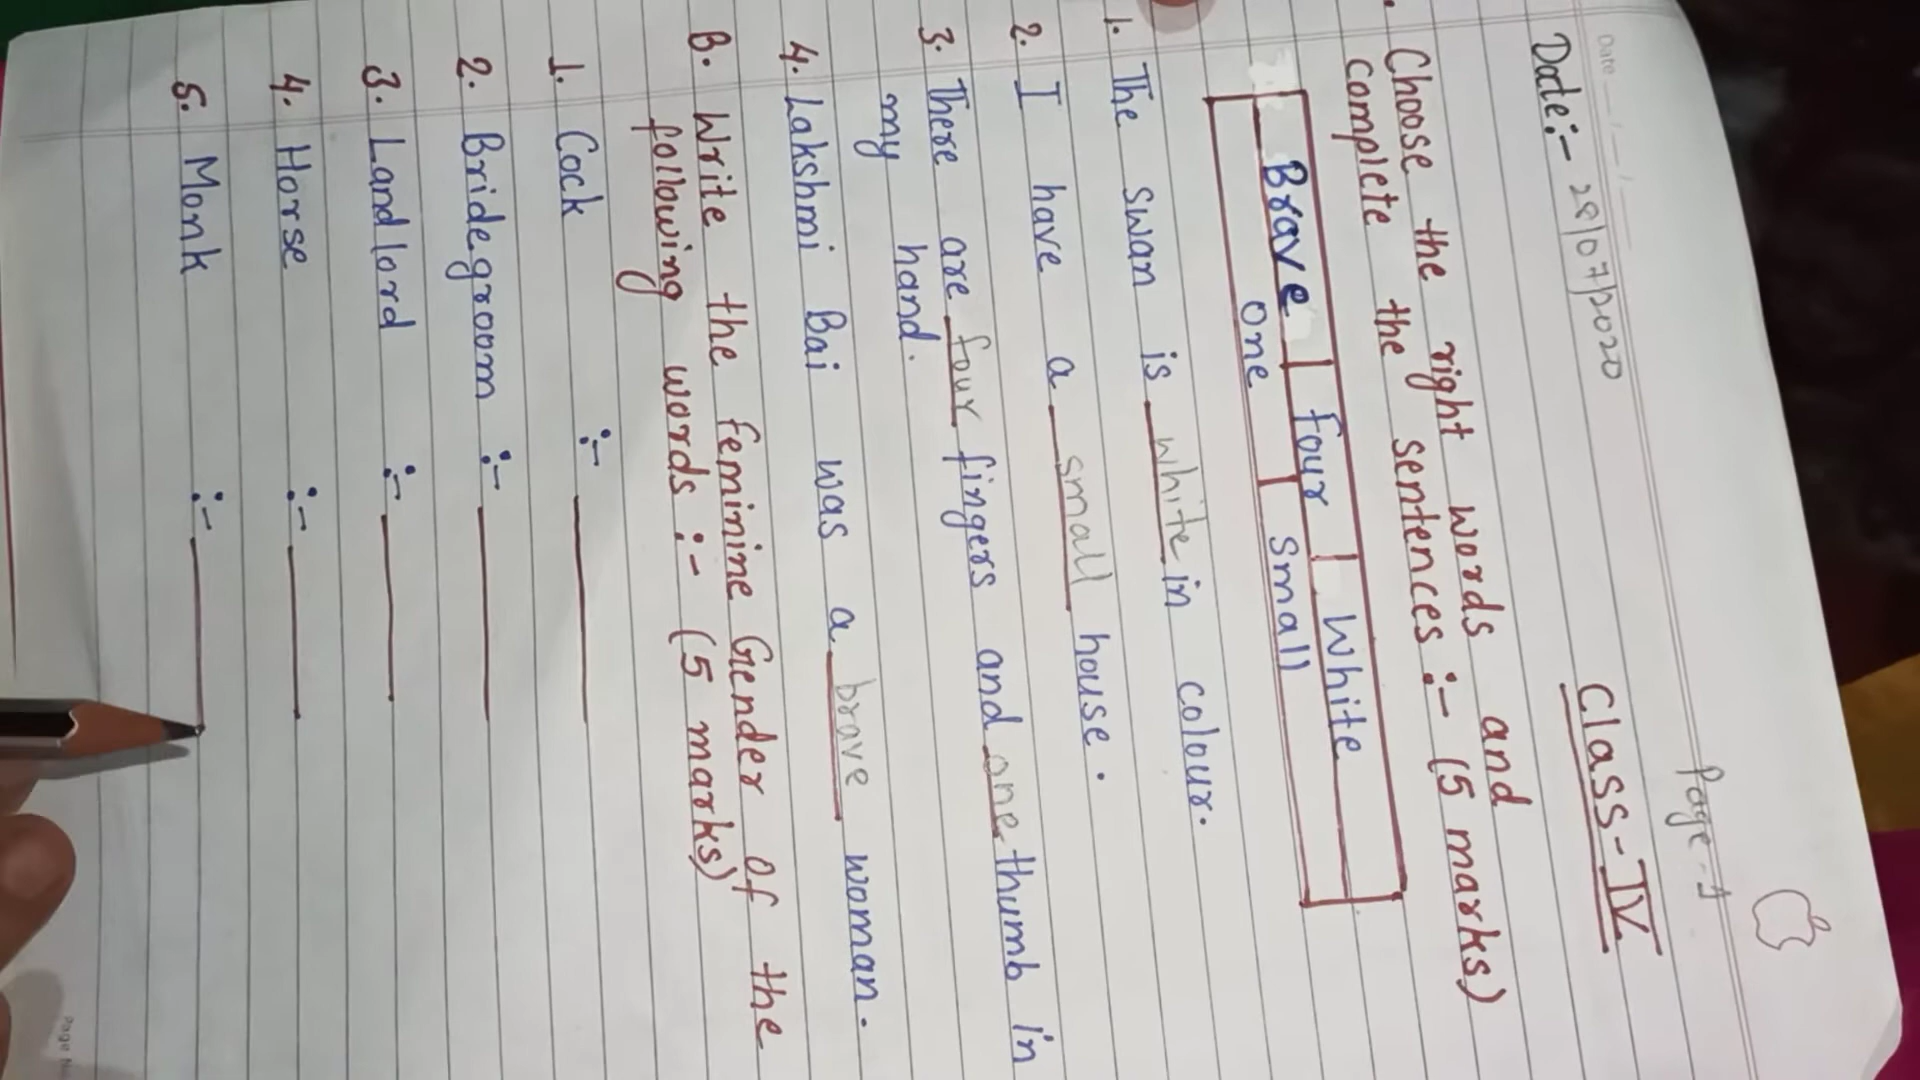 Page-1
Date
Date:- 28/07/2020
Class-IV
Choose the right words and
complete the sentences :- (5 marks)
Brave four White
one small
1. The swan is white in colour.
2. I have a small house.
3. There are four fingers and one thumb in
my hand.
4. Lakshmi Bai was a brave woman.
B. Write the feminine Gender of the
following words :- (5 marks)
1. Cock :-
2. Bridegroom :-
3. Landlord :-
4. Horse :-
5. Monk :-